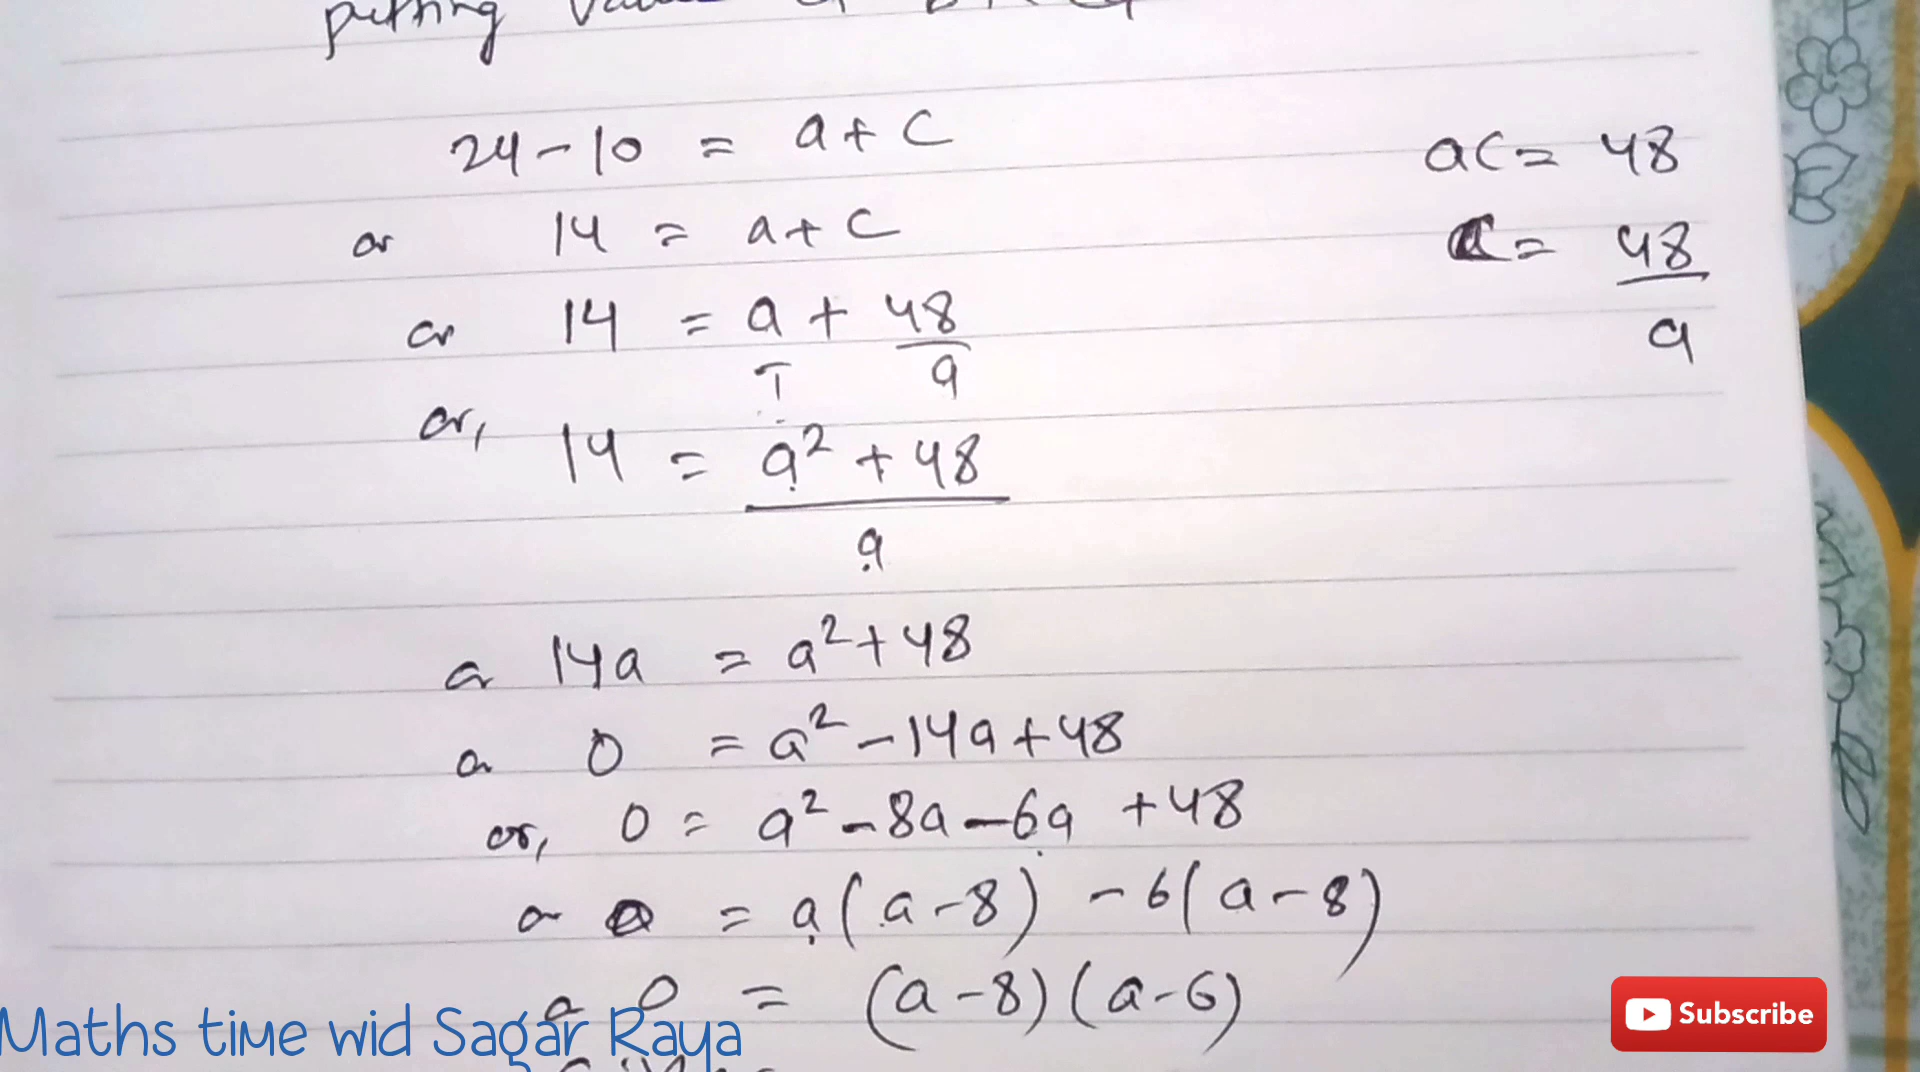 putting
24 - 10 = a + c
or 14 = a + c
or 14 = a + 48/a
1
or, 14 = a² + 48
a
or 14a = a² + 48
or 0 = a² - 14a + 48
or, 0 = a² - 8a - 6a + 48
or 0 = a(a - 8) - 6(a - 8)
or 0 = (a - 8)(a - 6)
ac = 48
c = 48
a
Maths time wid Sagar Raya
Subscribe